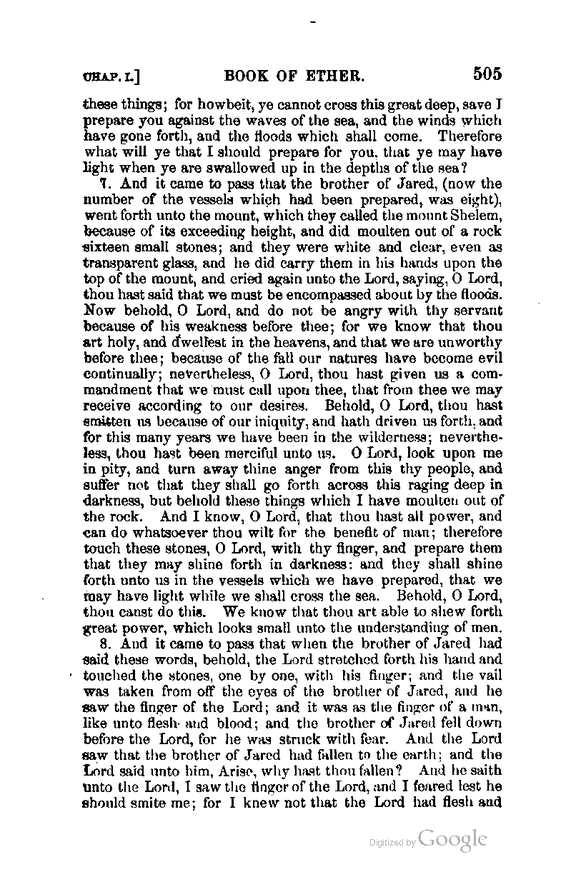 CHAP. I.] BOOK OF ETHER. 505
these things; for howbeit, ye cannot cross this great deep, save I
prepare you against the waves of the sea, and the winds which
have gone forth, and the floods which shall come. Therefore
what will ye that I should prepare for you, that ye may have
light when ye are swallowed up in the depths of the sea?
7. And it came to pass that the brother of Jared, (now the
number of the vessels which had been prepared, was eight),
went forth unto the mount, which they called the mount Shelem,
because of its exceeding height, and did moulten out of a rock
sixteen small stones; and they were white and clear, even as
transparent glass, and he did carry them in his hands upon the
top of the mount, and cried again unto the Lord, saying, O Lord,
thou hast said that we must be encompassed about by the floods.
Now behold, O Lord, and do not be angry with thy servant
because of his weakness before thee; for we know that thou
art holy, and dwellest in the heavens, and that we are unworthy
before thee; because of the fall our natures have become evil
continually; nevertheless, O Lord, thou hast given us a com-
mandment that we must call upon thee, that from thee we may
receive according to our desires. Behold, O Lord, thou hast
smitten us because of our iniquity, and hath driven us forth, and
for this many years we have been in the wilderness; neverthe-
less, thou hast been merciful unto us. O Lord, look upon me
in pity, and turn away thine anger from this thy people, and
suffer not that they shall go forth across this raging deep in
darkness, but behold these things which I have moulten out of
the rock. And I know, O Lord, that thou hast all power, and
can do whatsoever thou wilt for the benefit of man; therefore
touch these stones, O Lord, with thy finger, and prepare them
that they may shine forth in darkness: and they shall shine
forth unto us in the vessels which we have prepared, that we
may have light while we shall cross the sea. Behold, O Lord,
thou canst do this. We know that thou art able to shew forth
great power, which looks small unto the understanding of men.
8. And it came to pass that when the brother of Jared had
said these words, behold, the Lord stretched forth his hand and
touched the stones, one by one, with his finger; and the vail
was taken from off the eyes of the brother of Jared, and he
saw the finger of the Lord; and it was as the finger of a man,
like unto flesh and blood; and the brother of Jared fell down
before the Lord, for he was struck with fear. And the Lord
saw that the brother of Jared had fallen to the earth; and the
Lord said unto him, Arise, why hast thou fallen? And he saith
unto the Lord, I saw the finger of the Lord, and I feared lest he
should smite me; for I knew not that the Lord had flesh and
Digitized by Google